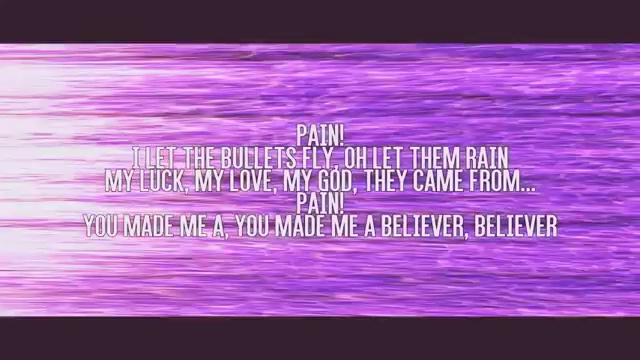 PAIN!
I LET THE BULLETS FLY, OH LET THEM RAIN
MY LUCK, MY LOVE, MY GOD, THEY CAME FROM...
PAIN!
YOU MADE ME A, YOU MADE ME A BELIEVER, BELIEVER